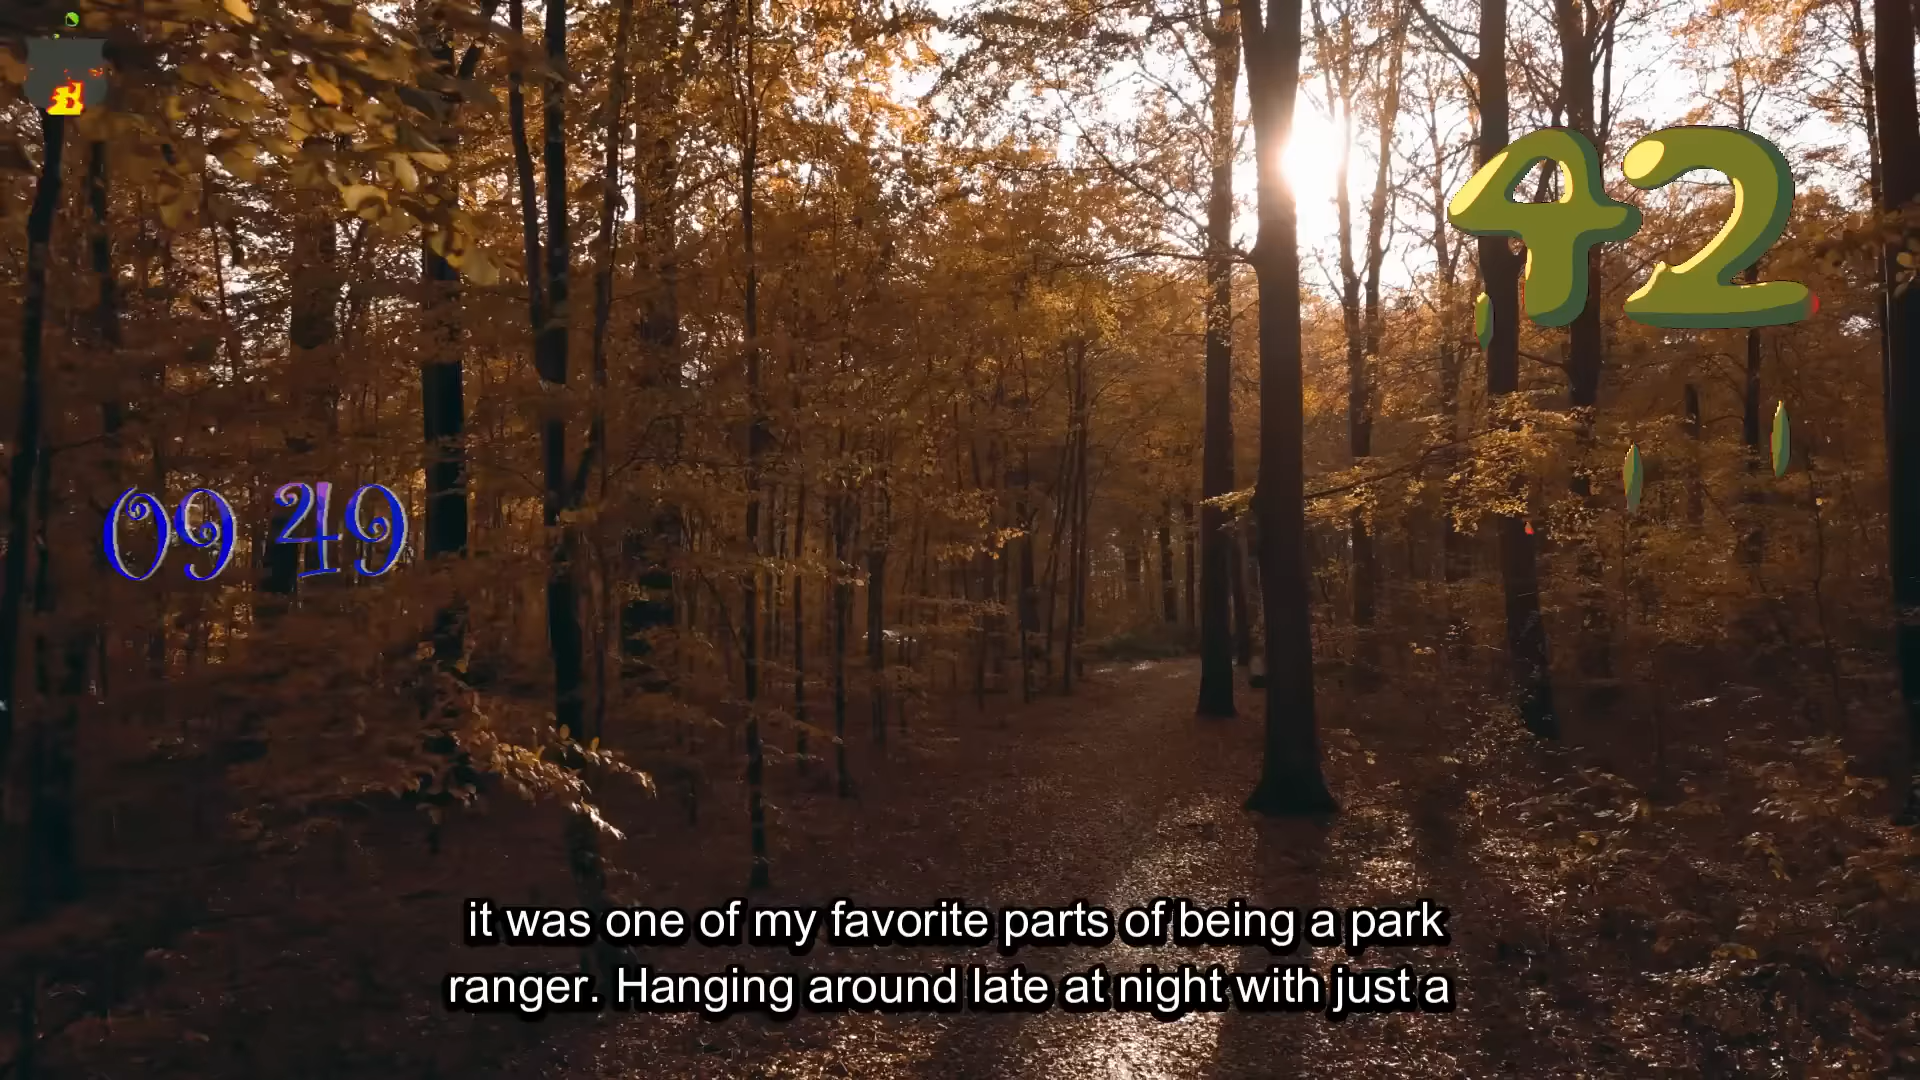 42
09 49
it was one of my favorite parts of being a park
ranger. Hanging around late at night with just a